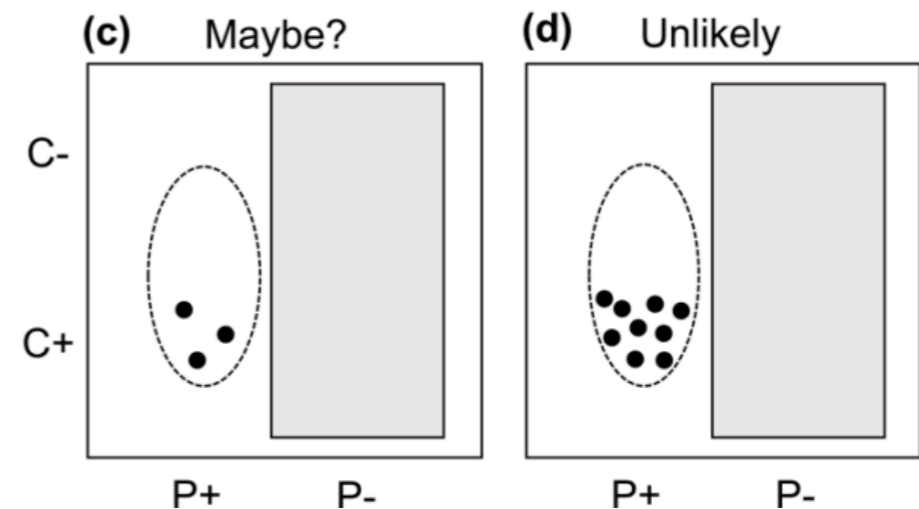 (c) Maybe?
(d) Unlikely
C-
C+
P+ P-
P+ P-